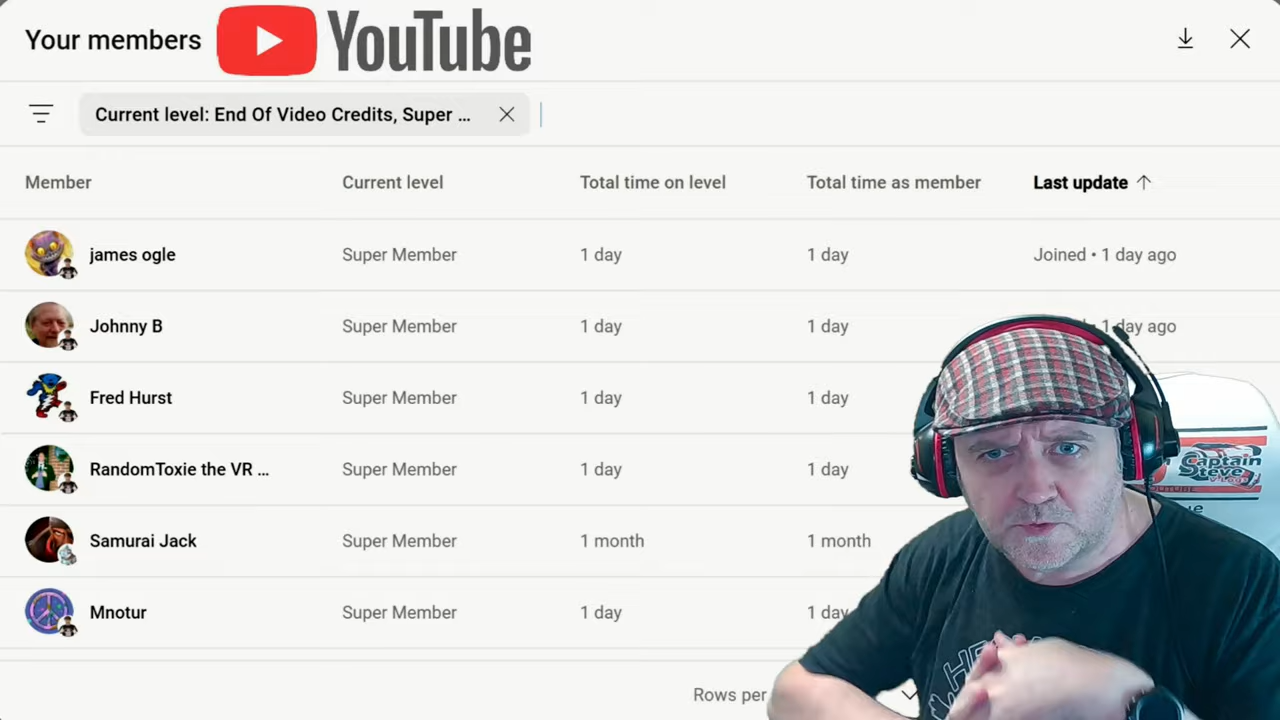 Your members YouTube
Current level: End Of Video Credits, Super ...
Member Current level Total time on level Total time as member Last update
james ogle Super Member 1 day 1 day Joined • 1 day ago
Johnny B Super Member 1 day 1 day 1 day ago
Fred Hurst Super Member 1 day 1 day
RandomToxie the VR ... Super Member 1 day 1 day
Captain
Steve
Samurai Jack Super Member 1 month 1 month
Mnotur Super Member 1 day 1 day
Rows per